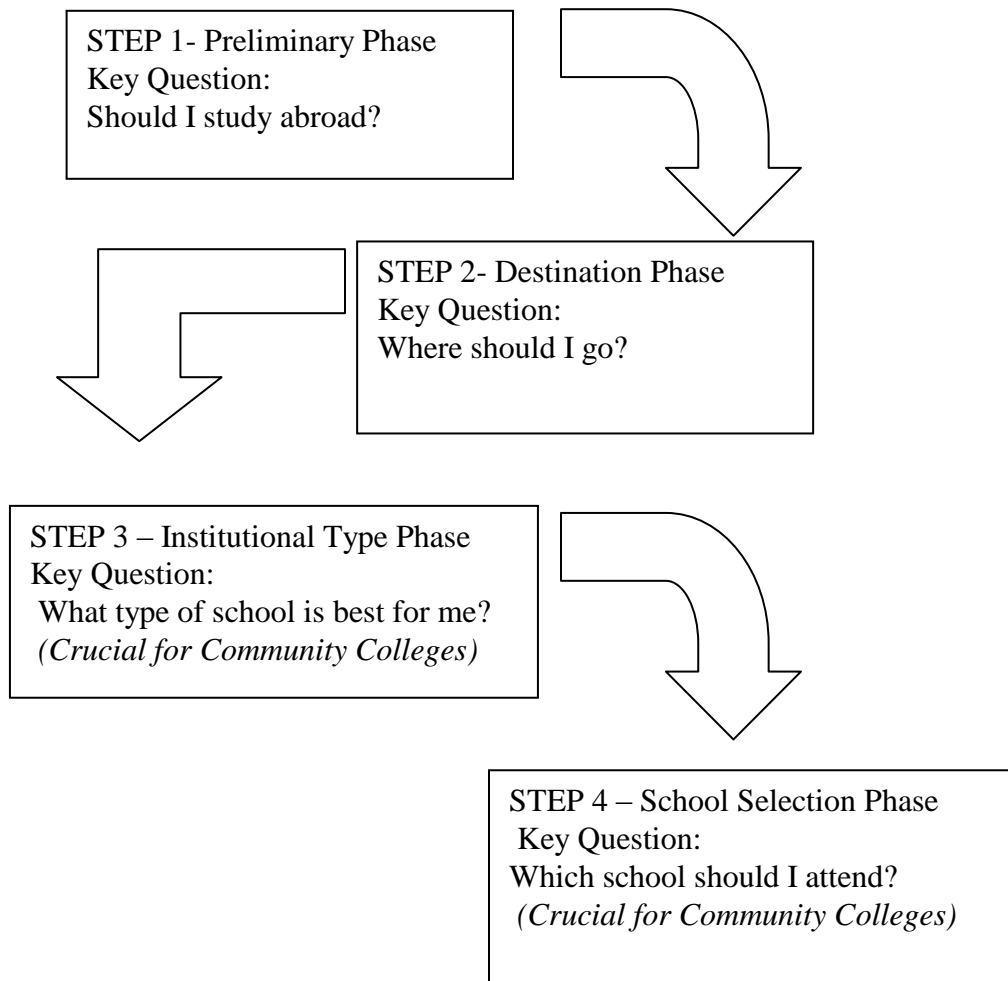 STEP 1- Preliminary Phase
Key Question:
Should I study abroad?
STEP 2- Destination Phase
Key Question:
Where should I go?
STEP 3 – Institutional Type Phase
Key Question:
What type of school is best for me?
(Crucial for Community Colleges)
STEP 4 – School Selection Phase
Key Question:
Which school should I attend?
(Crucial for Community Colleges)